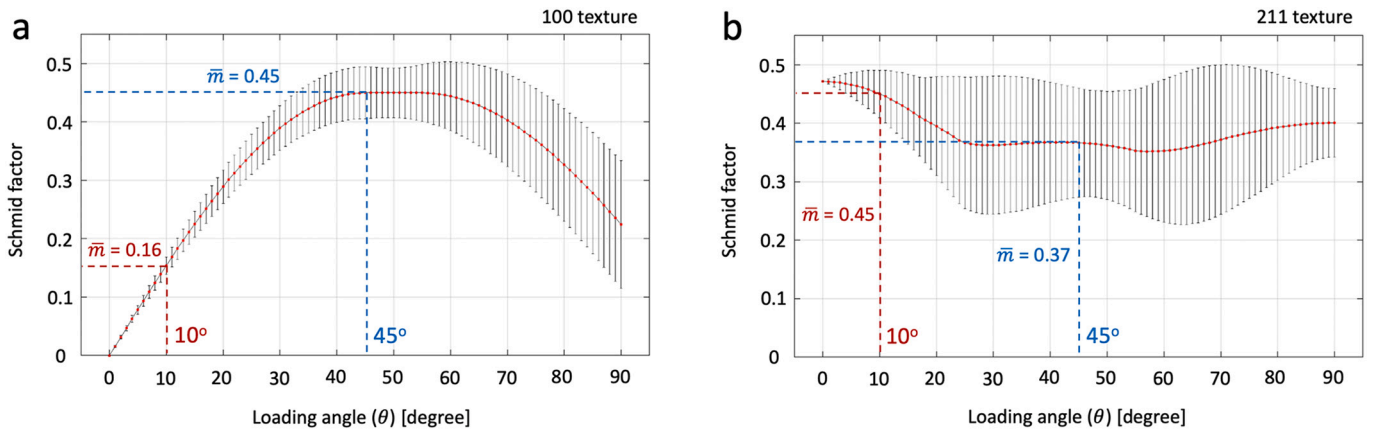 a
100 texture
0.5
0.4
0.3
0.2
0.1
0
Schmid factor
m̅ = 0.45
m̅ = 0.16
10°
45°
0 10 20 30 40 50 60 70 80 90
Loading angle (θ) [degree]
b
211 texture
0.5
0.4
0.3
0.2
0.1
0
Schmid factor
m̅ = 0.45
m̅ = 0.37
10°
45°
0 10 20 30 40 50 60 70 80 90
Loading angle (θ) [degree]